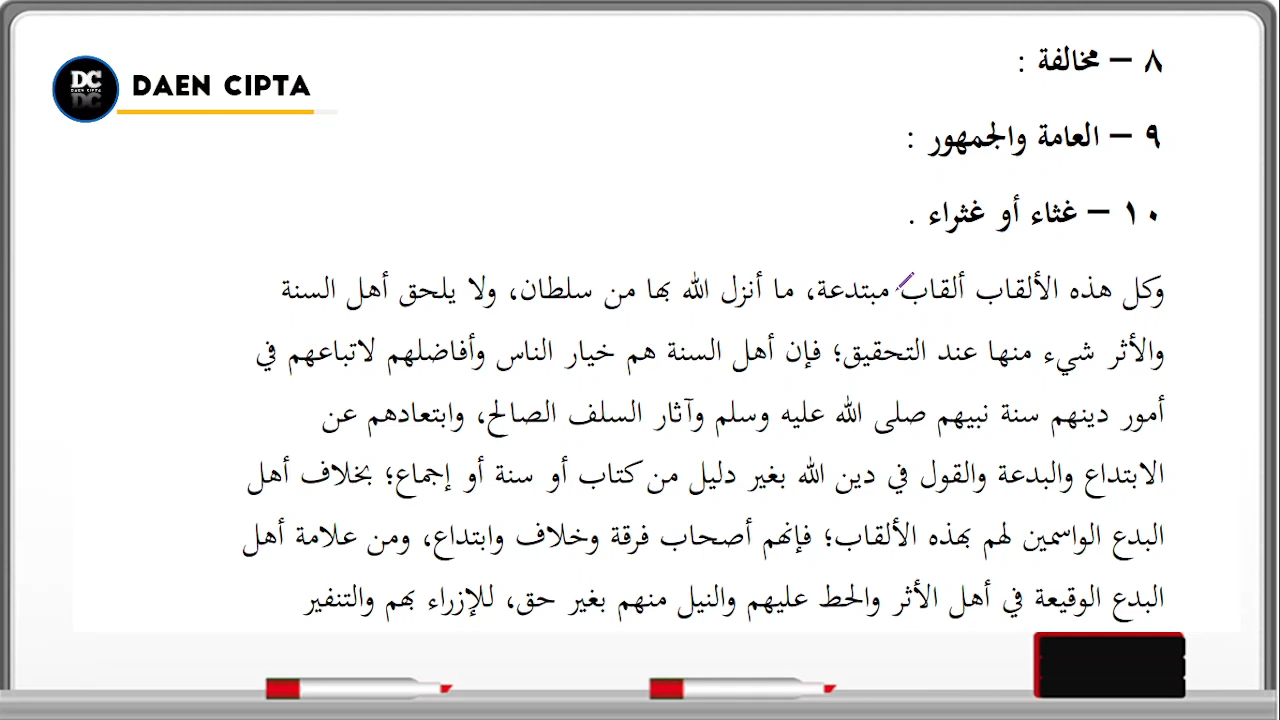 DC
DAEN CIPTA
DAEN CIPTA
٨ – مخالفة :
٩ – العامة والجمهور :
١٠ – غثاء أو غثراء .
وكل هذه الألقاب ألقاب مبتدعة، ما أنزل الله بها من سلطان، ولا يلحق أهل السنة
والأثر شيء منها عند التحقيق؛ فإن أهل السنة هم خيار الناس وأفاضلهم لاتباعهم في
أمور دينهم سنة نبيهم صلى الله عليه وسلم وآثار السلف الصالح، وابتعادهم عن
الابتداع والبدعة والقول في دين الله بغير دليل من كتاب أو سنة أو إجماع؛ بخلاف أهل
البدع الواسمين لهم بهذه الألقاب؛ فإنهم أصحاب فرقة وخلاف وابتداع، ومن علامة أهل
البدع الوقيعة في أهل الأثر والحط عليهم والنيل منهم بغير حق، للإزراء بهم والتنفير